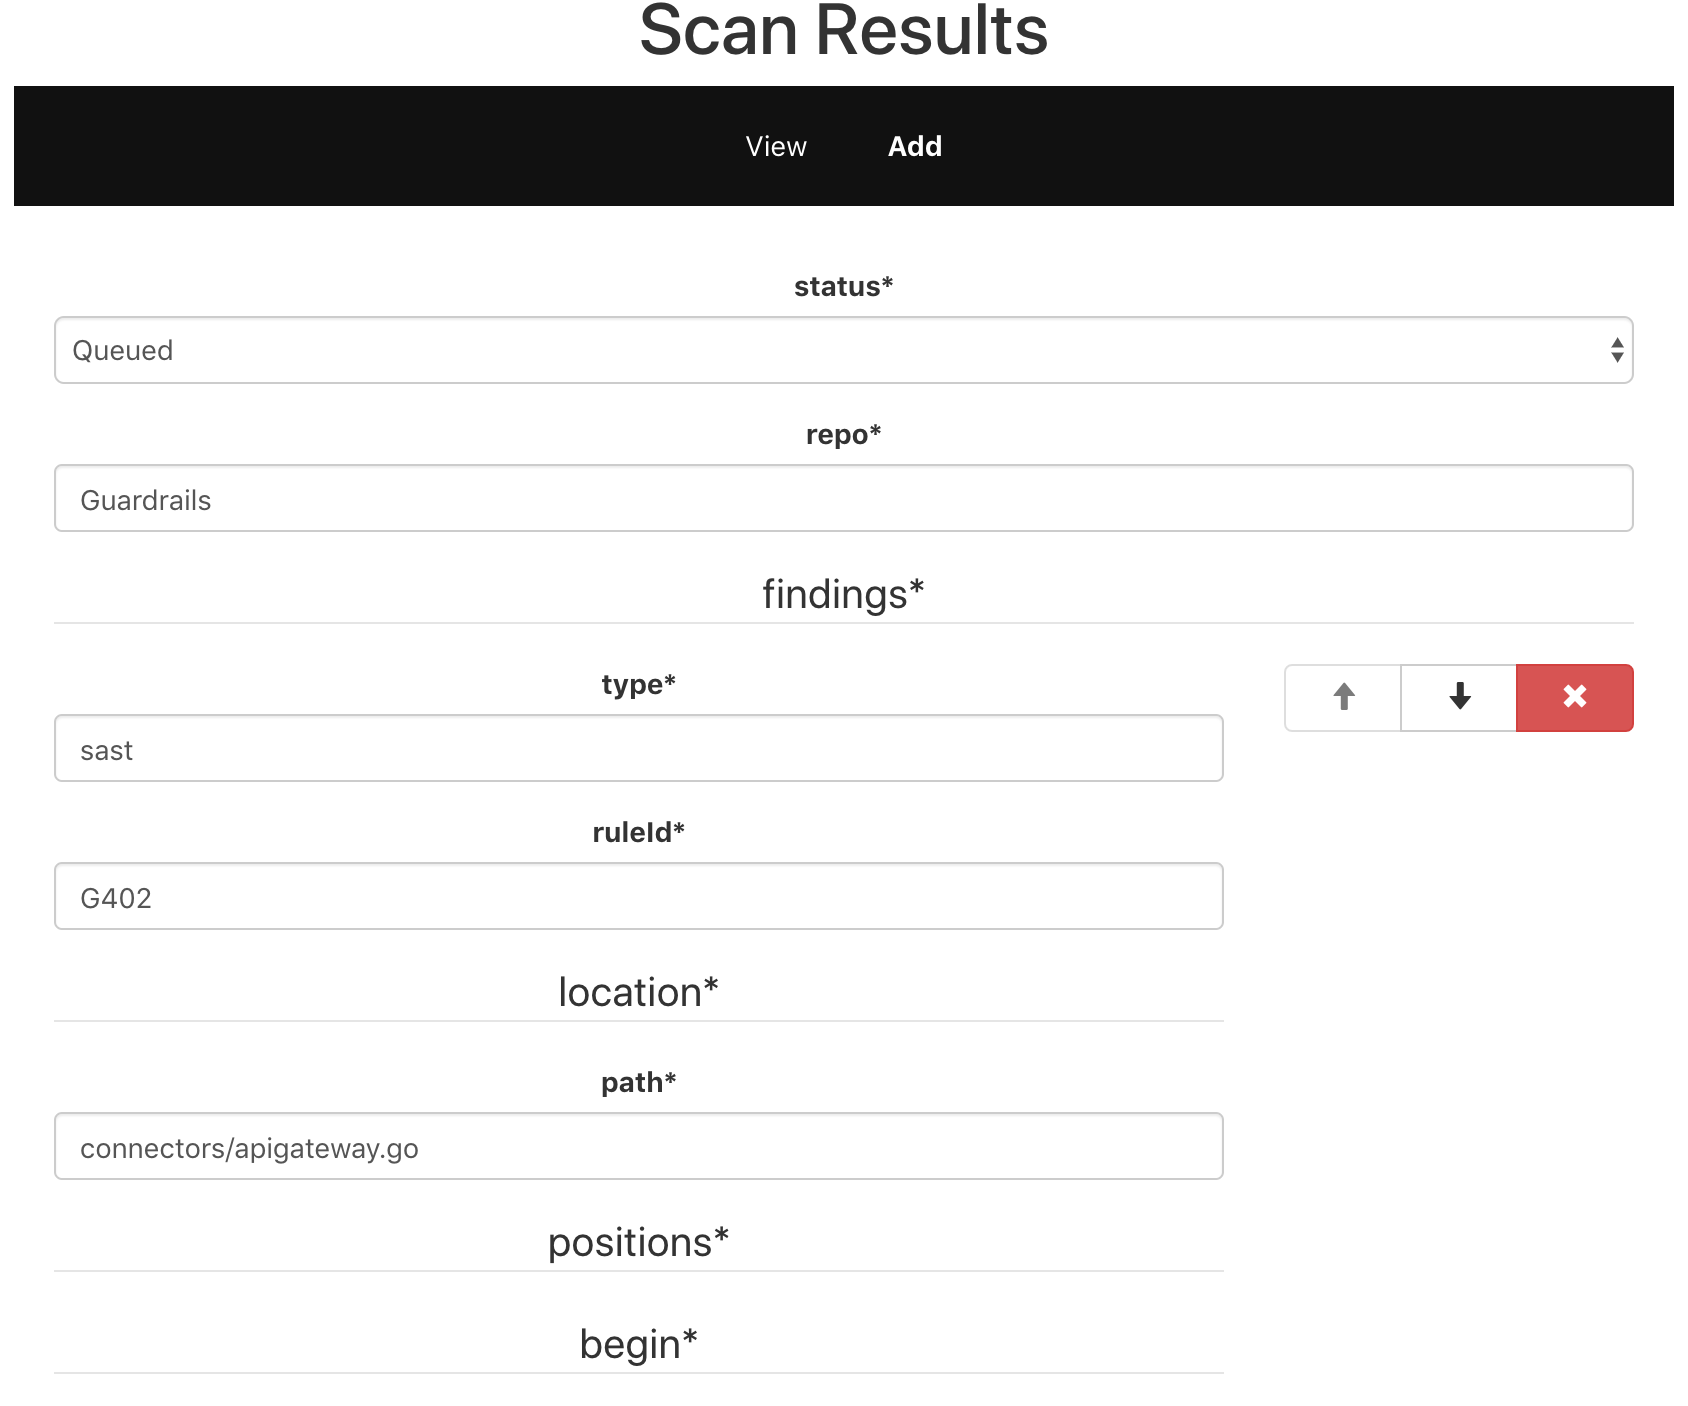 Scan Results
View Add
status*
Queued
repo*
Guardrails
findings*
type*
sast
ruleId*
G402
location*
path*
connectors/apigateway.go
positions*
begin*